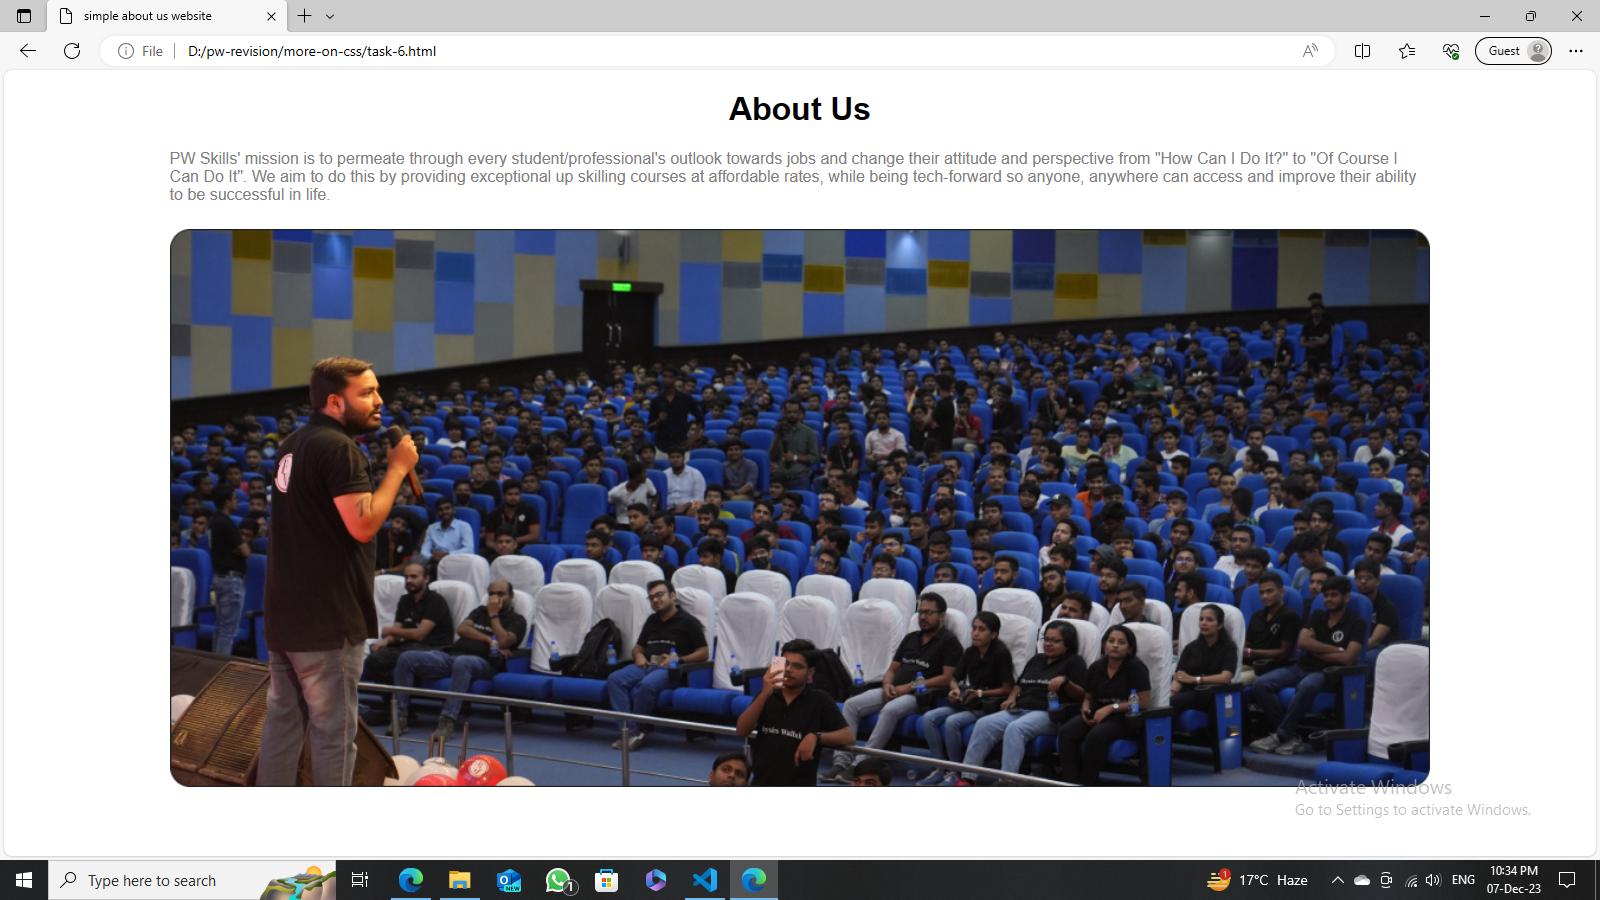 simple about us website
File
D:/pw-revision/more-on-css/task-6.html
Guest
About Us
PW Skills' mission is to permeate through every student/professional's outlook towards jobs and change their attitude and perspective from "How Can I Do It?" to "Of Course I
Can Do It". We aim to do this by providing exceptional up skilling courses at affordable rates, while being tech-forward so anyone, anywhere can access and improve their ability
to be successful in life.
Physics Wallah
Activate Windows
Go to Settings to activate Windows.
Type here to search
NEW
1
1
17°C Haze
ENG
10:34 PM
07-Dec-23